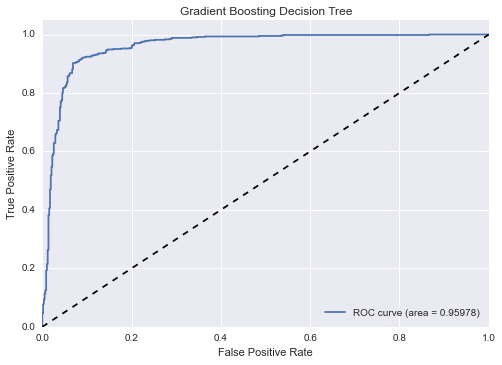 Gradient Boosting Decision Tree
1.0
0.8
0.6
0.4
0.2
0.0
True Positive Rate
ROC curve (area = 0.95978)
0.0 0.2 0.4 0.6 0.8 1.0
False Positive Rate